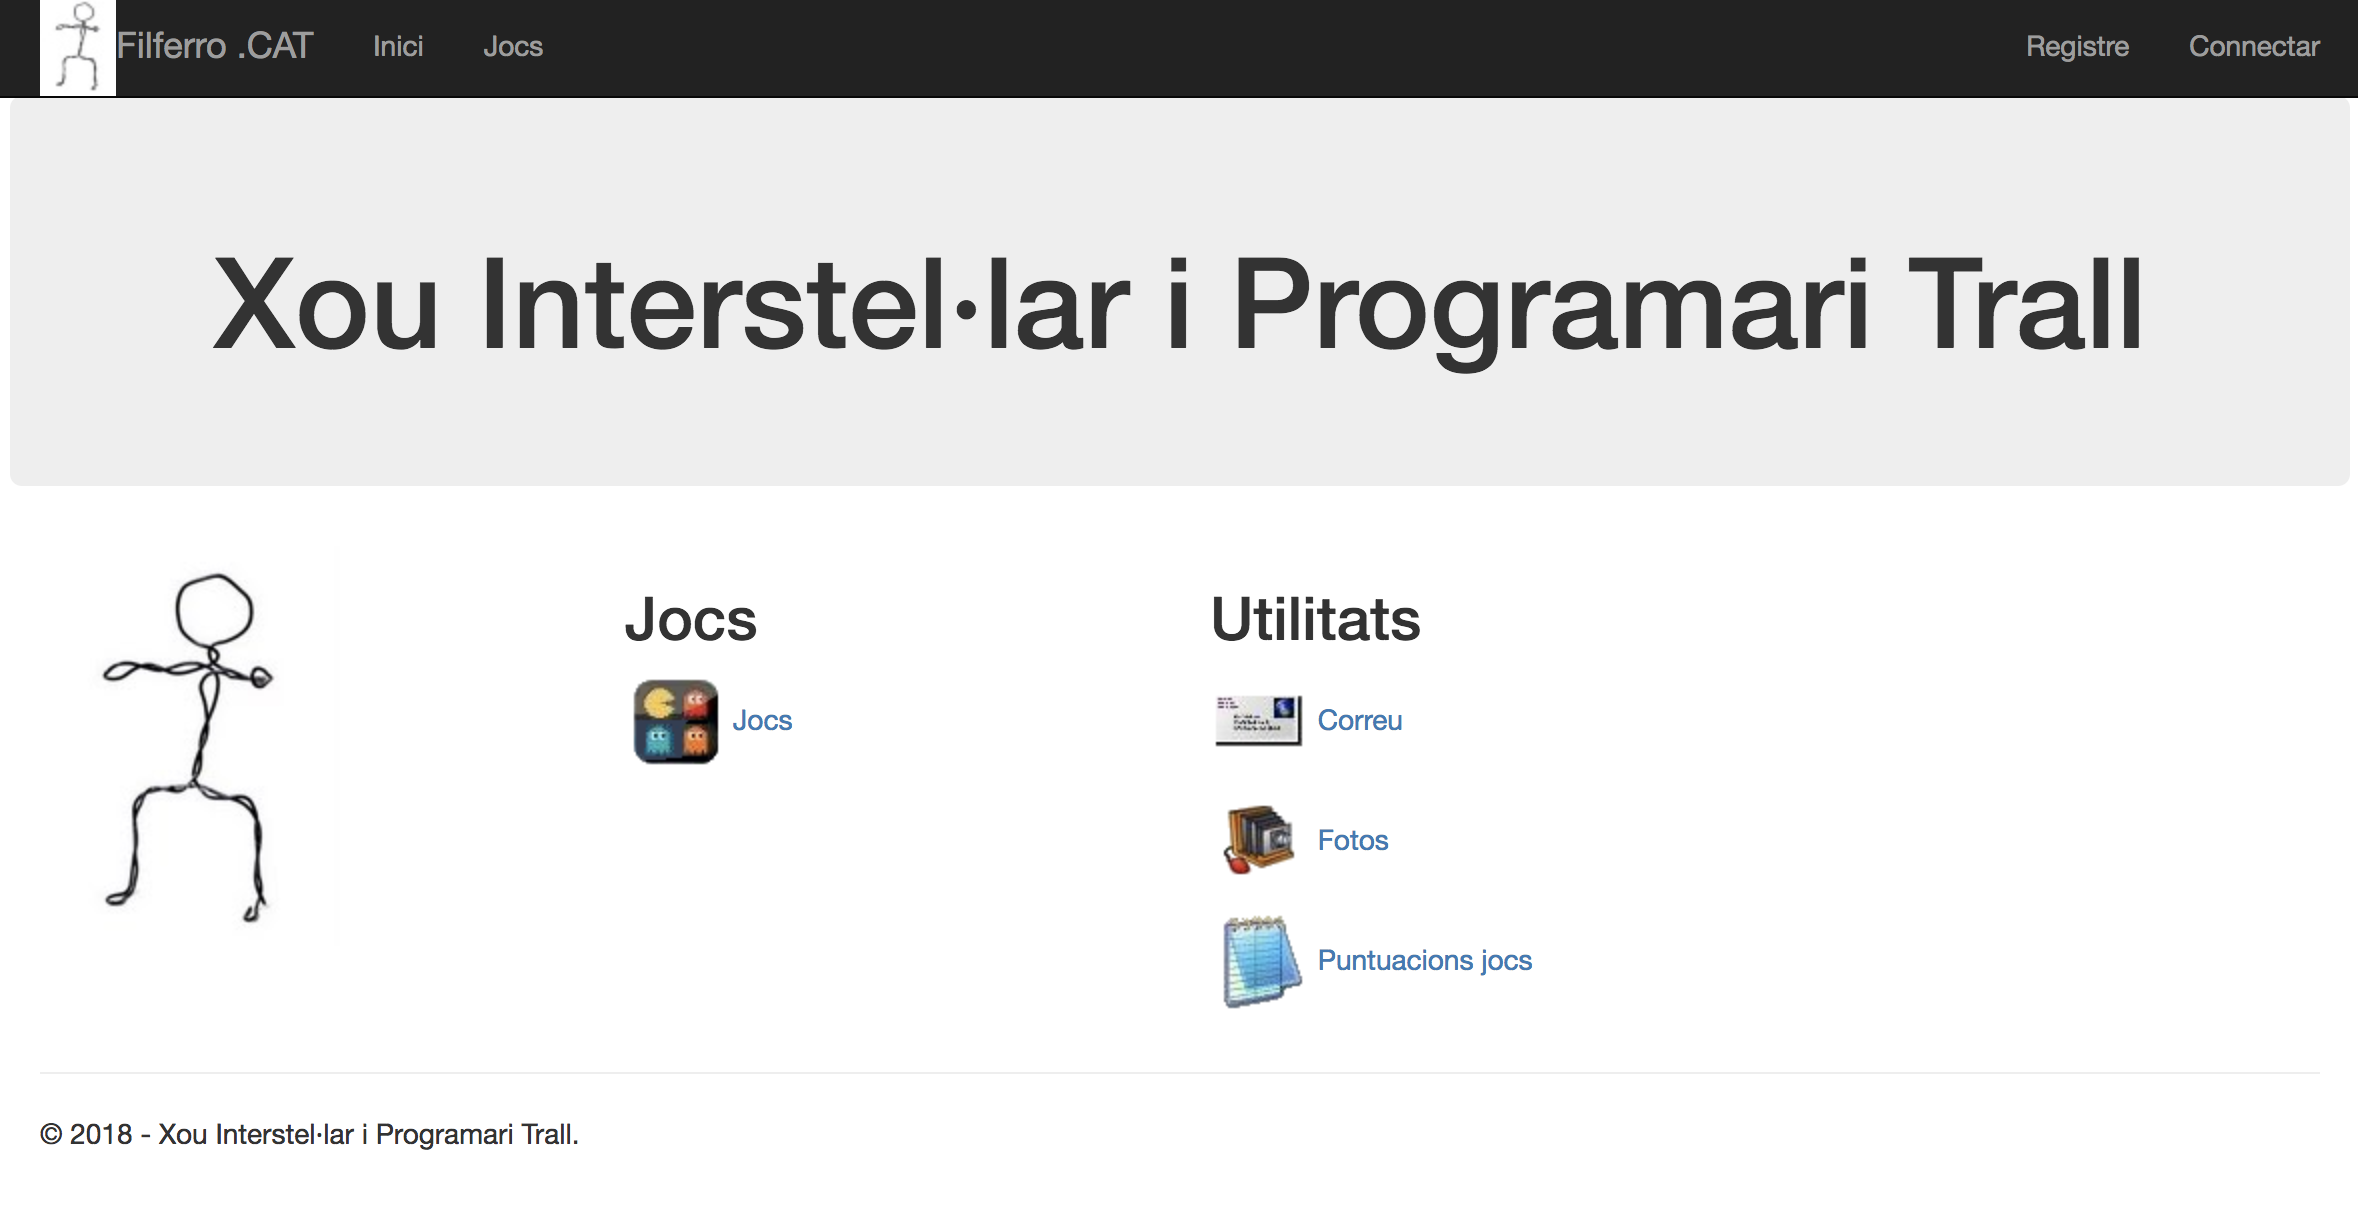 Filferro .CAT Inici Jocs Registre Connectar
Xou Interstel·lar i Programari Trall
Jocs
Jocs
Utilitats
Correu
Fotos
Puntuacions jocs
© 2018 - Xou Interstel·lar i Programari Trall.